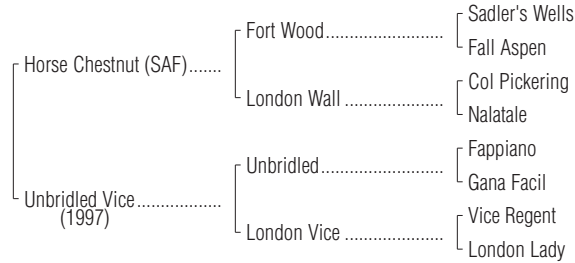 Sadler's Wells
Fort Wood
Fall Aspen
Horse Chestnut (SAF)
Col Pickering
London Wall
Nalatale
Fappiano
Unbridled
Gana Facil
Unbridled Vice
(1997)
Vice Regent
London Vice
London Lady